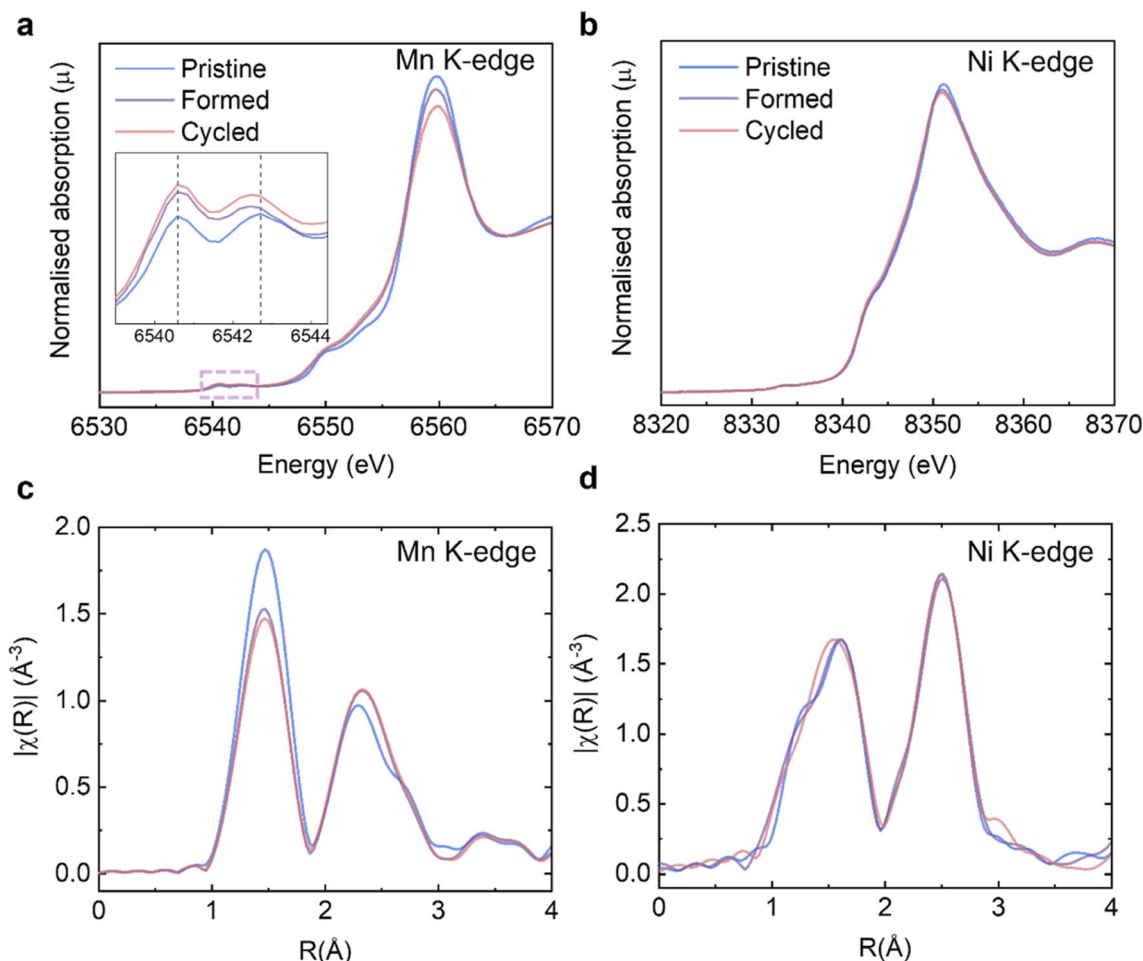 a
Pristine
Formed
Cycled
Mn K-edge
Normalised absorption (μ)
6540 6542 6544
6530 6540 6550 6560 6570
Energy (eV)
b
Pristine
Formed
Cycled
Ni K-edge
Normalised absorption (μ)
8320 8330 8340 8350 8360 8370
Energy (eV)
c
Mn K-edge
|χ(R)| (Å⁻³)
2.0
1.5
1.0
0.5
0.0
0 1 2 3 4
R(Å)
d
Ni K-edge
|χ(R)| (Å⁻³)
2.5
2.0
1.5
1.0
0.5
0.0
0 1 2 3 4
R(Å)